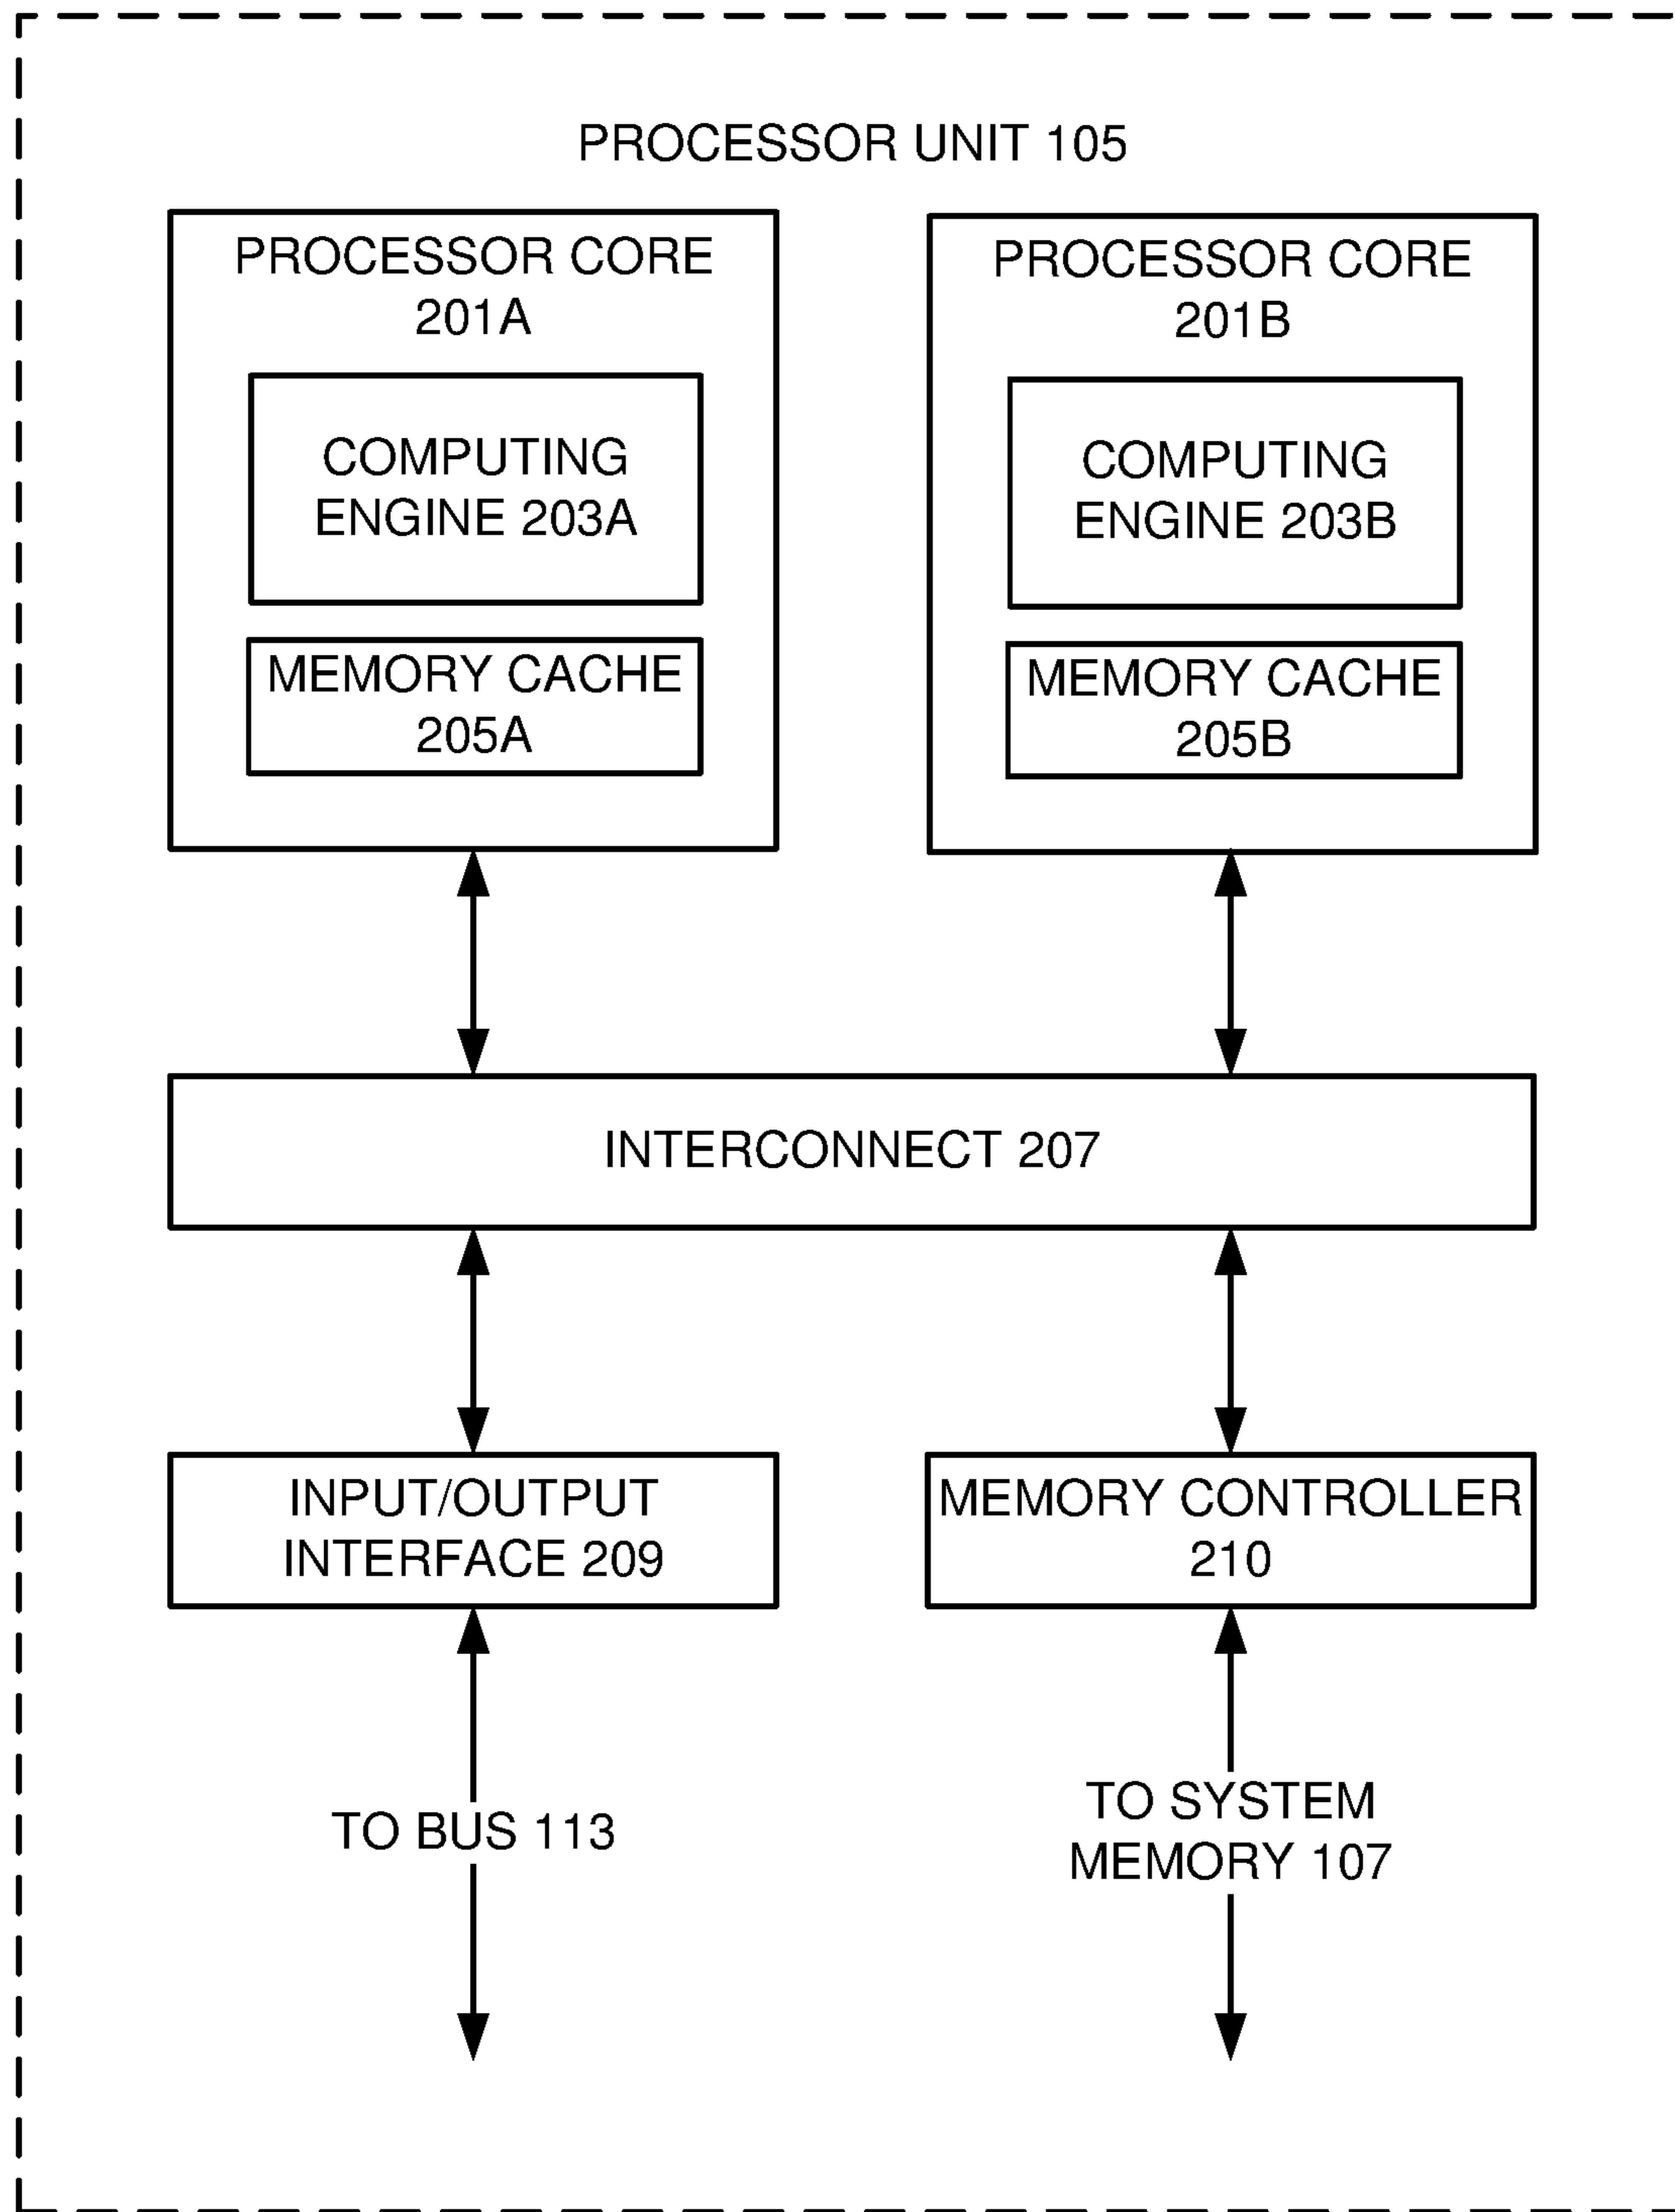 PROCESSOR UNIT 105
PROCESSOR CORE
201A
COMPUTING
ENGINE 203A
MEMORY CACHE
205A
PROCESSOR CORE
201B
COMPUTING
ENGINE 203B
MEMORY CACHE
205B
INTERCONNECT 207
INPUT/OUTPUT
INTERFACE 209
MEMORY CONTROLLER
210
TO BUS 113
TO SYSTEM
MEMORY 107